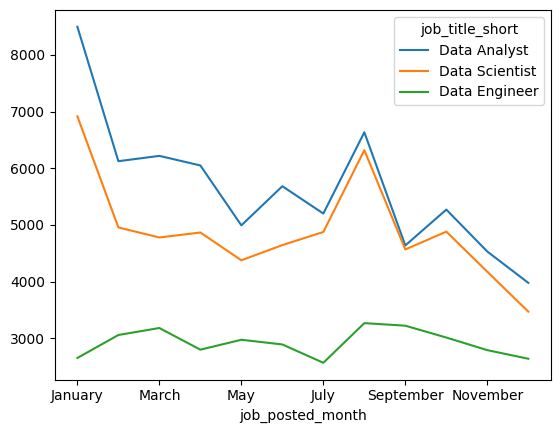 job_title_short
Data Analyst
Data Scientist
Data Engineer
8000
7000
6000
5000
4000
3000
January March May July September November
job_posted_month